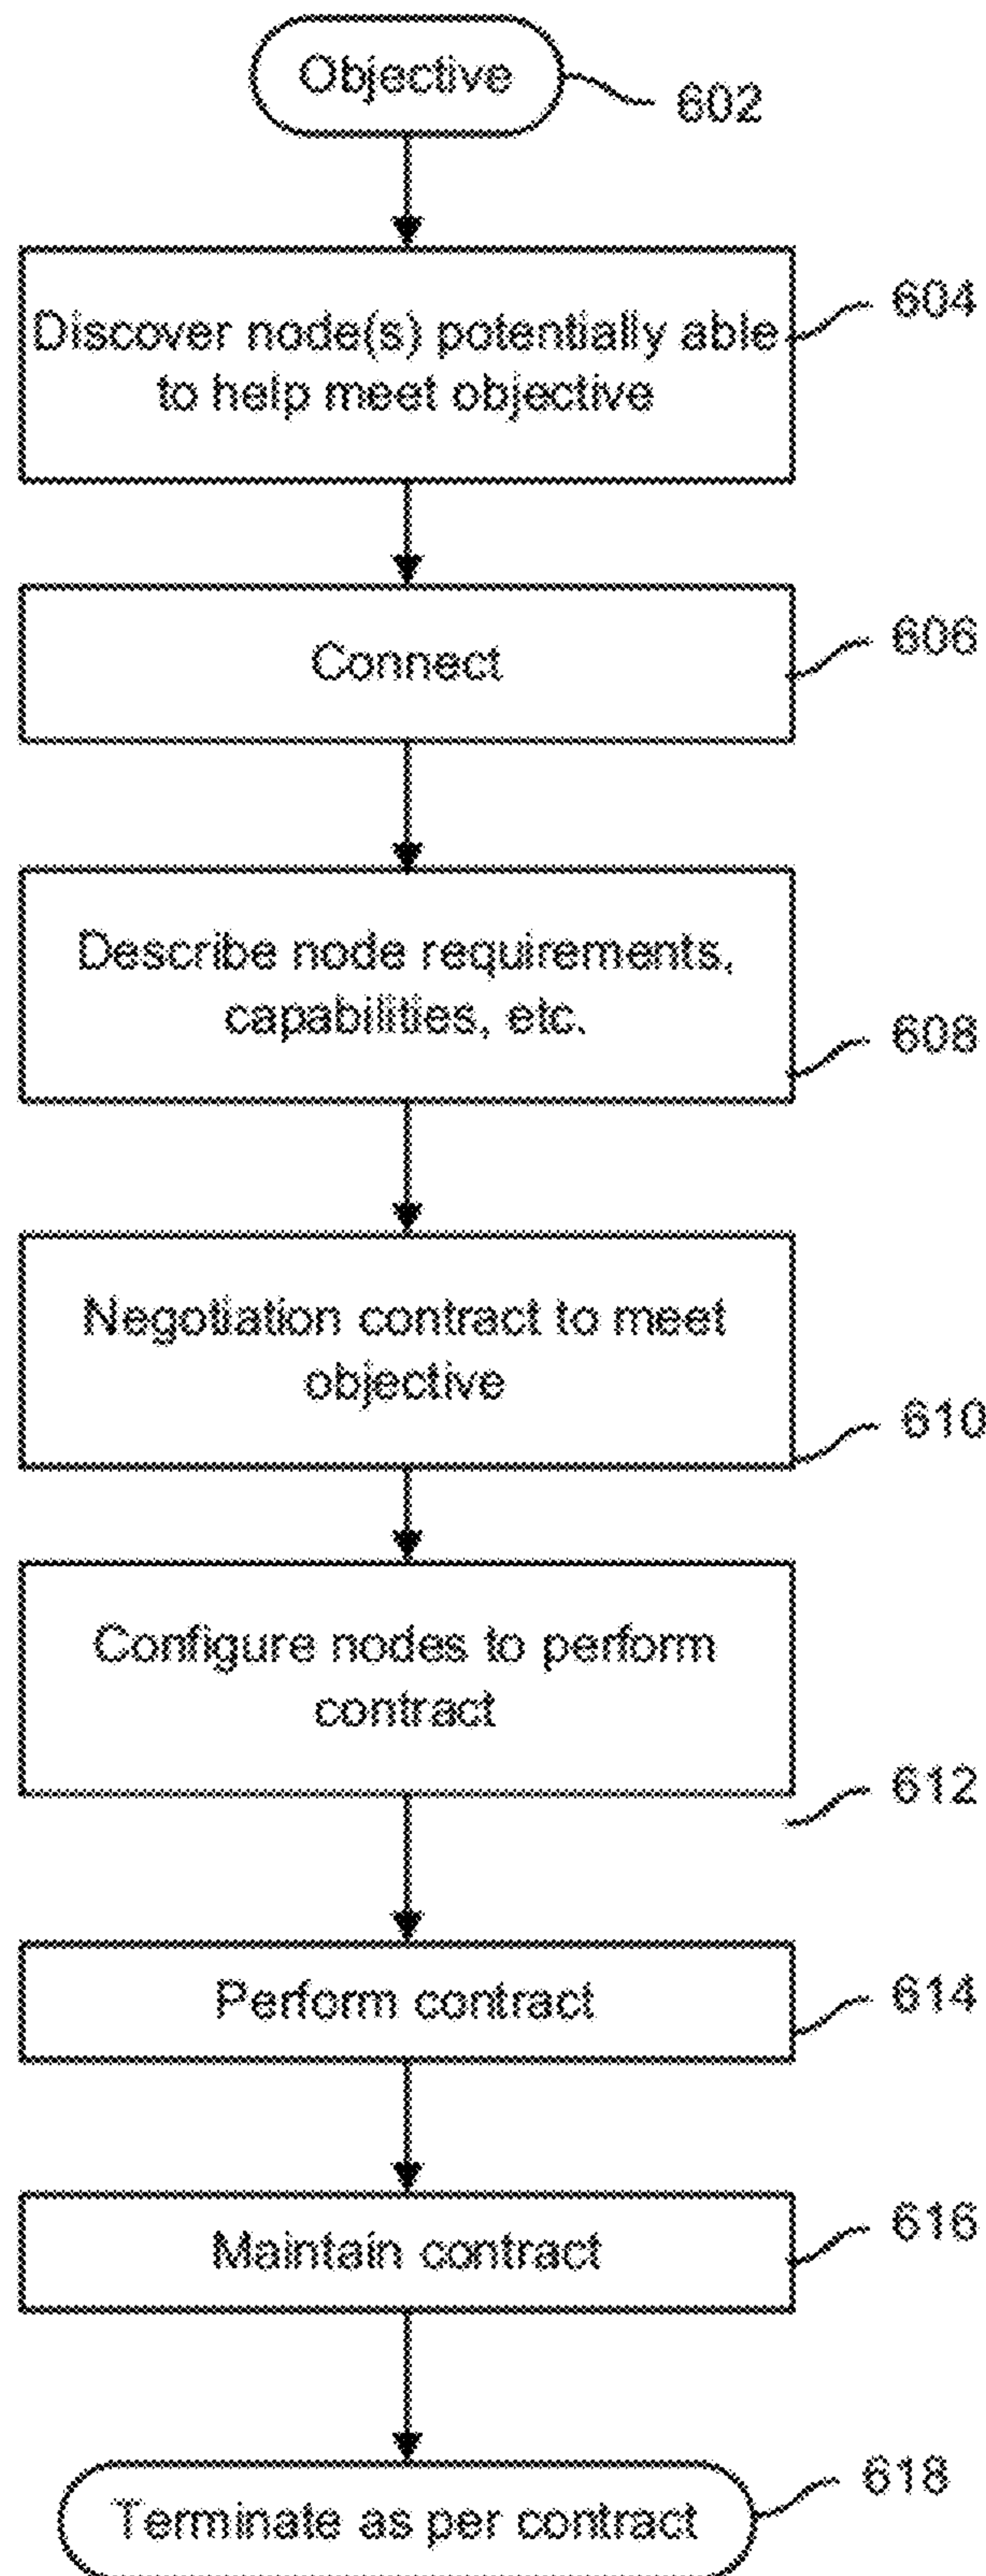 Objective
602
Discover node(s) potentially able
to help meet objective
604
Connect
606
Describe node requirements,
capabilities, etc.
608
Negotiation contract to meet
objective
610
Configure nodes to perform
contract
612
Perform contract
614
Maintain contract
616
Terminate as per contract
618